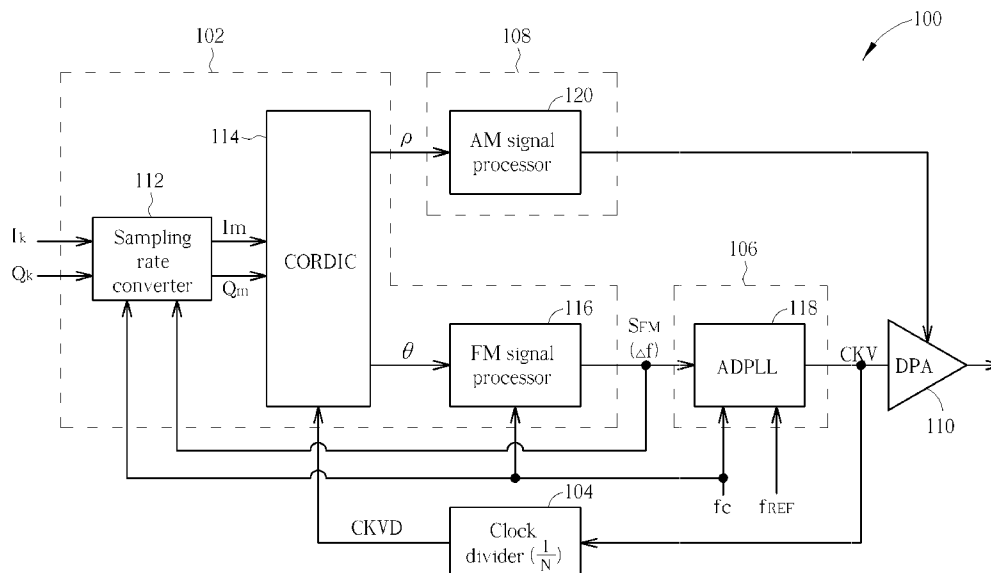 100
102
108
120
AM signal
processor
114
ρ
112
Ik
Qk
Sampling
rate
converter
Im
Qm
CORDIC
106
116
118
θ
FM signal
processor
SFM
(△f)
ADPLL
CKV
DPA
110
104
fC
fREF
CKVD
Clock
divider (1/N)